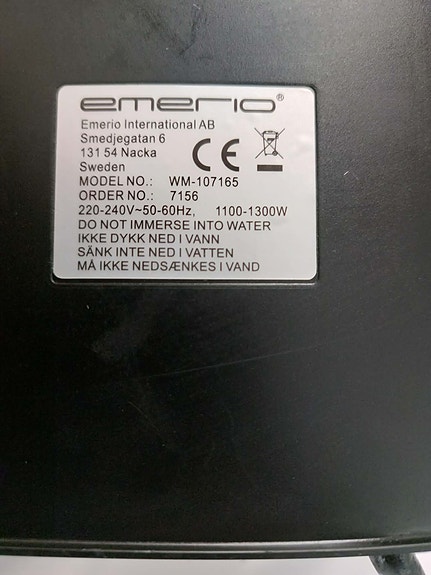 emerio®
Emerio International AB
Smedjegatan 6
131 54 Nacka
Sweden
CE
MODEL NO.: WM-107165
ORDER NO.: 7156
220-240V~50-60Hz, 1100-1300W
DO NOT IMMERSE INTO WATER
IKKE DYKK NED I VANN
SÄNK INTE NED I VATTEN
MÅ IKKE NEDSÆNKES I VAND